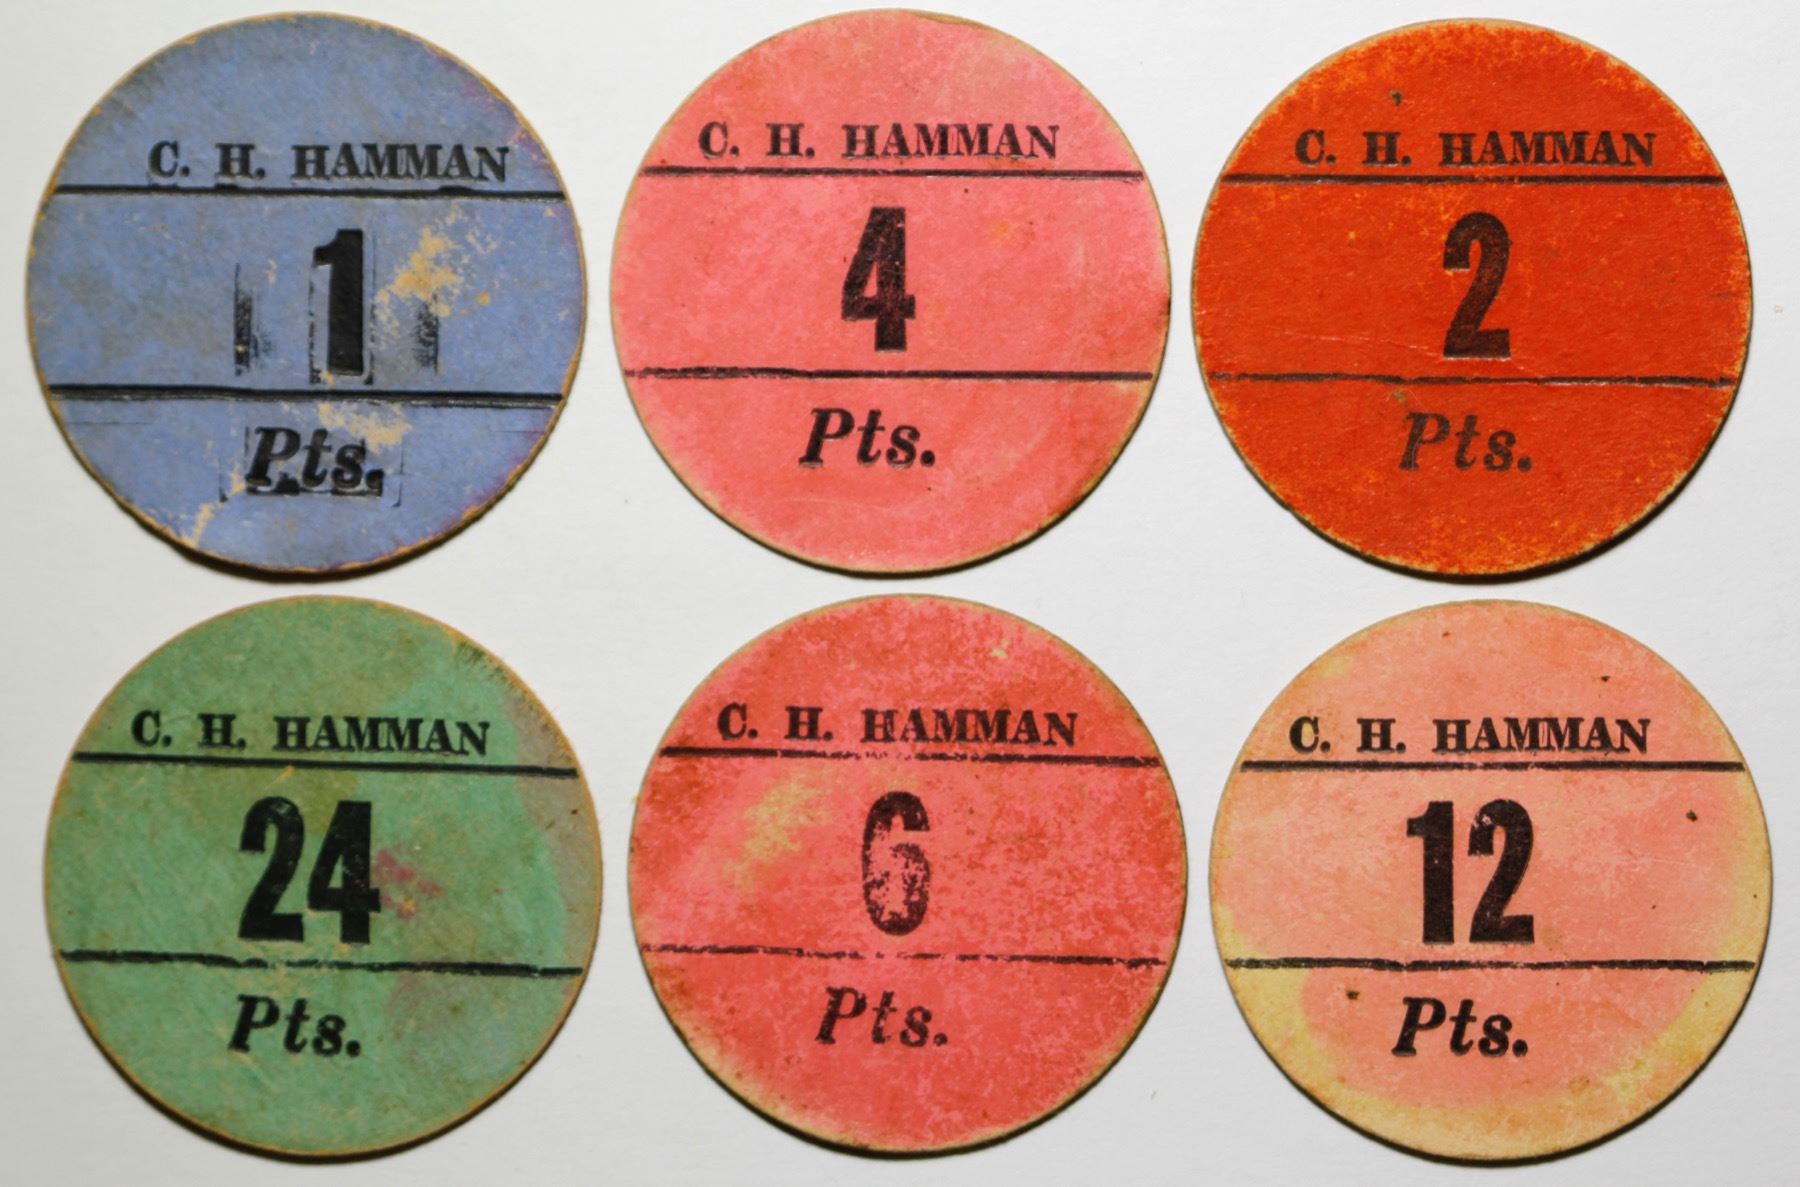 C. H. HAMMAN
1
Pts.
C. H. HAMMAN
4
Pts.
C. H. HAMMAN
2
Pts.
C. H. HAMMAN
24
Pts.
C. H. HAMMAN
6
Pts.
C. H. HAMMAN
12
Pts.